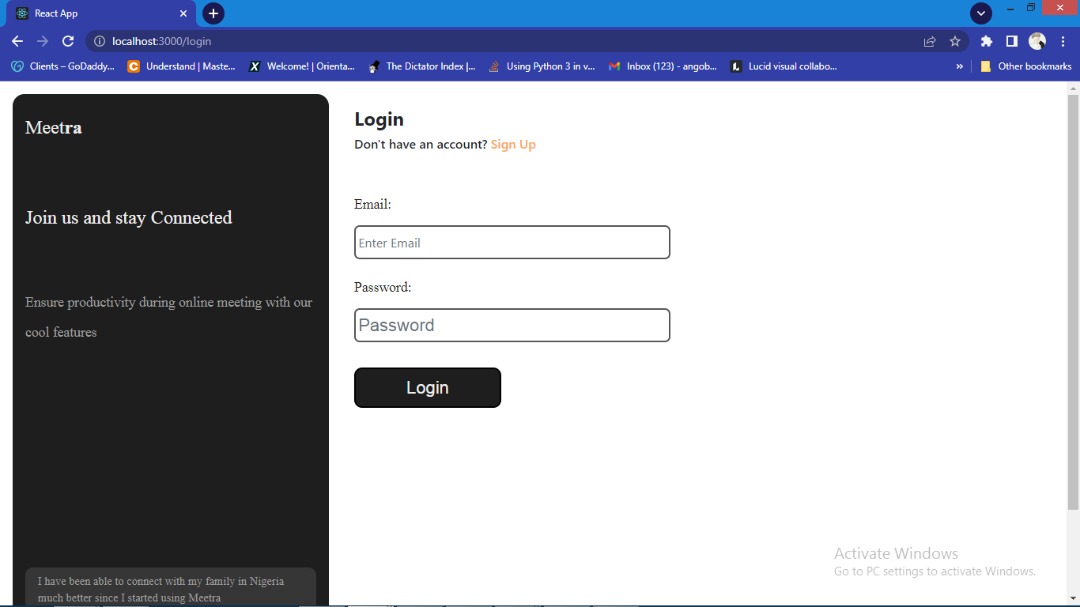 React App
localhost:3000/login
Clients – GoDaddy...
Understand | Maste...
Welcome! | Orienta...
The Dictator Index |...
Using Python 3 in v...
Inbox (123) - angob...
Lucid visual collabo...
»
Other bookmarks
Meetra
Join us and stay Connected
Ensure productivity during online meeting with our
cool features
I have been able to connect with my family in Nigeria
much better since I started using Meetra
Login
Don't have an account? Sign Up
Email:
Enter Email
Password:
Password
Login
Activate Windows
Go to PC settings to activate Windows.